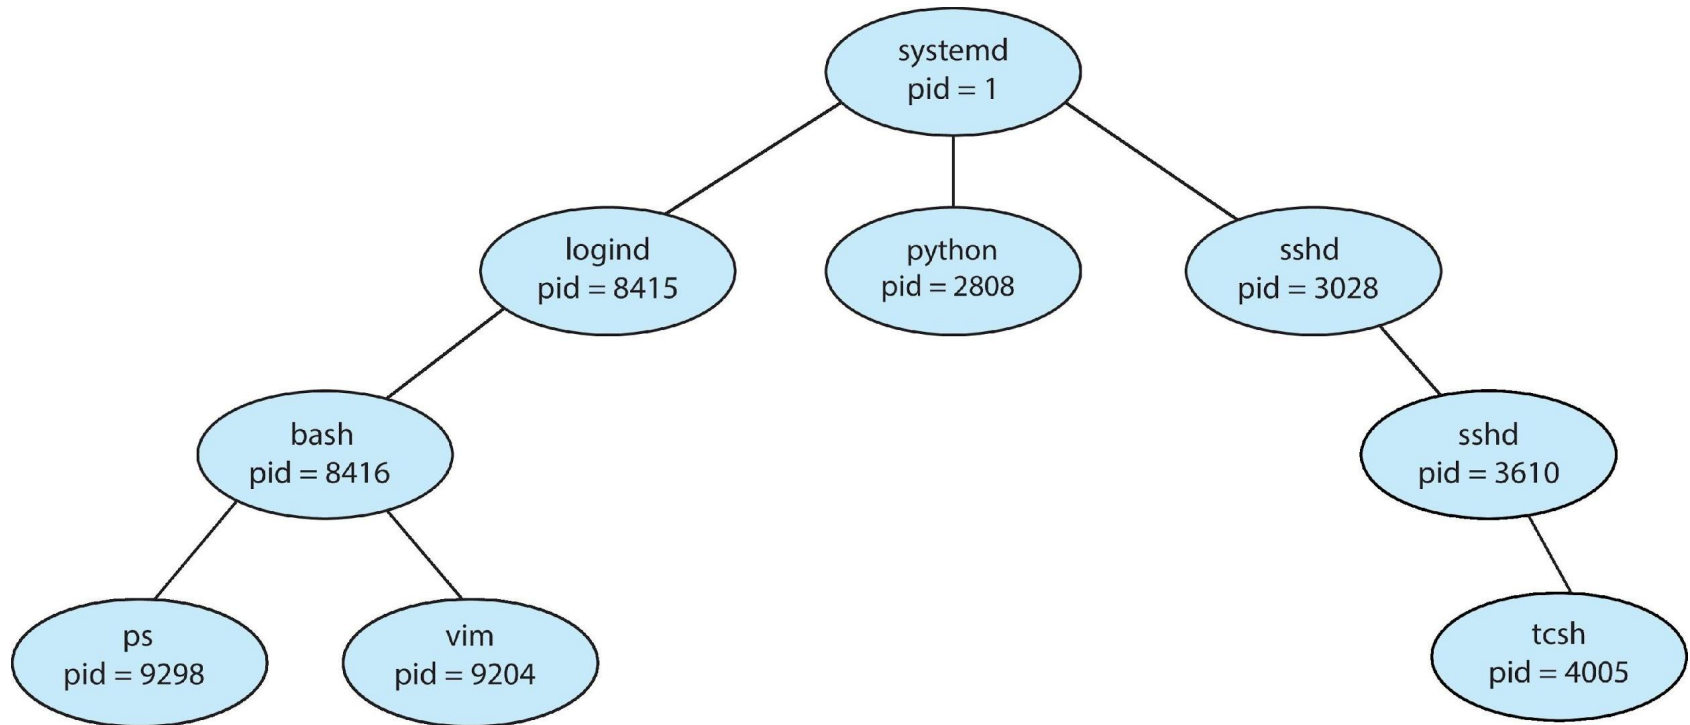 systemd
pid = 1
logind
pid = 8415
python
pid = 2808
sshd
pid = 3028
bash
pid = 8416
sshd
pid = 3610
ps
pid = 9298
vim
pid = 9204
tcsh
pid = 4005